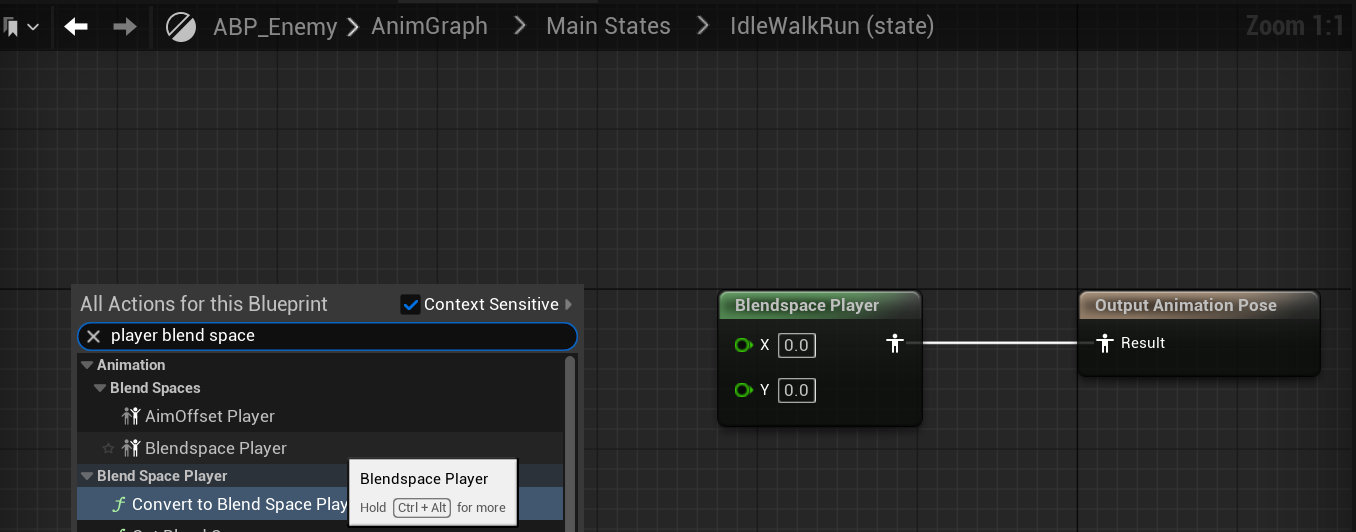 ABP_Enemy > AnimGraph > Main States > IdleWalkRun (state)
Zoom 1:1
All Actions for this Blueprint
Context Sensitive
player blend space
Animation
Blend Spaces
AimOffset Player
Blendspace Player
Blend Space Player
Convert to Blend Space Play
Blendspace Player
Hold Ctrl + Alt for more
Blendspace Player
X 0.0
Y 0.0
Output Animation Pose
Result